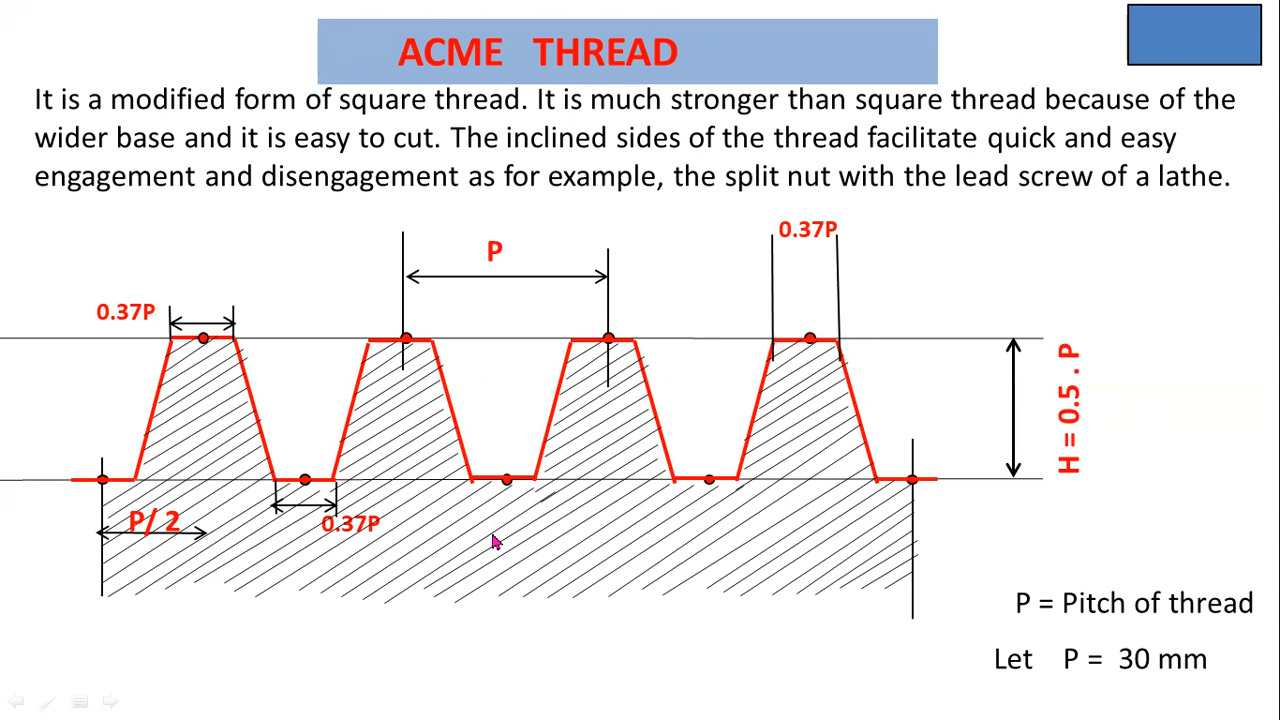 ACME THREAD
It is a modified form of square thread. It is much stronger than square thread because of the
wider base and it is easy to cut. The inclined sides of the thread facilitate quick and easy
engagement and disengagement as for example, the split nut with the lead screw of a lathe.
0.37P
P
0.37P
H = 0.5 . P
P/ 2
0.37P
P = Pitch of thread
Let P = 30 mm